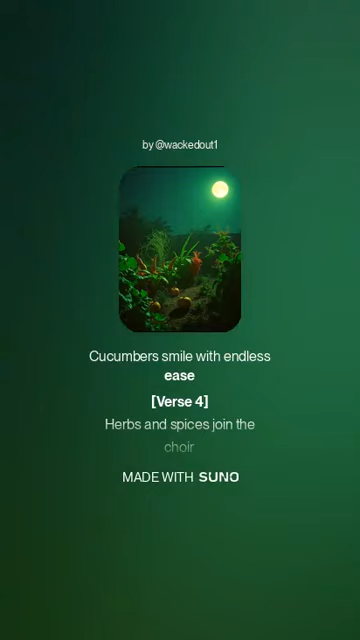 by @wackedout1
Cucumbers smile with endless
ease
[Verse 4]
Herbs and spices join the
choir
MADE WITH SUNO